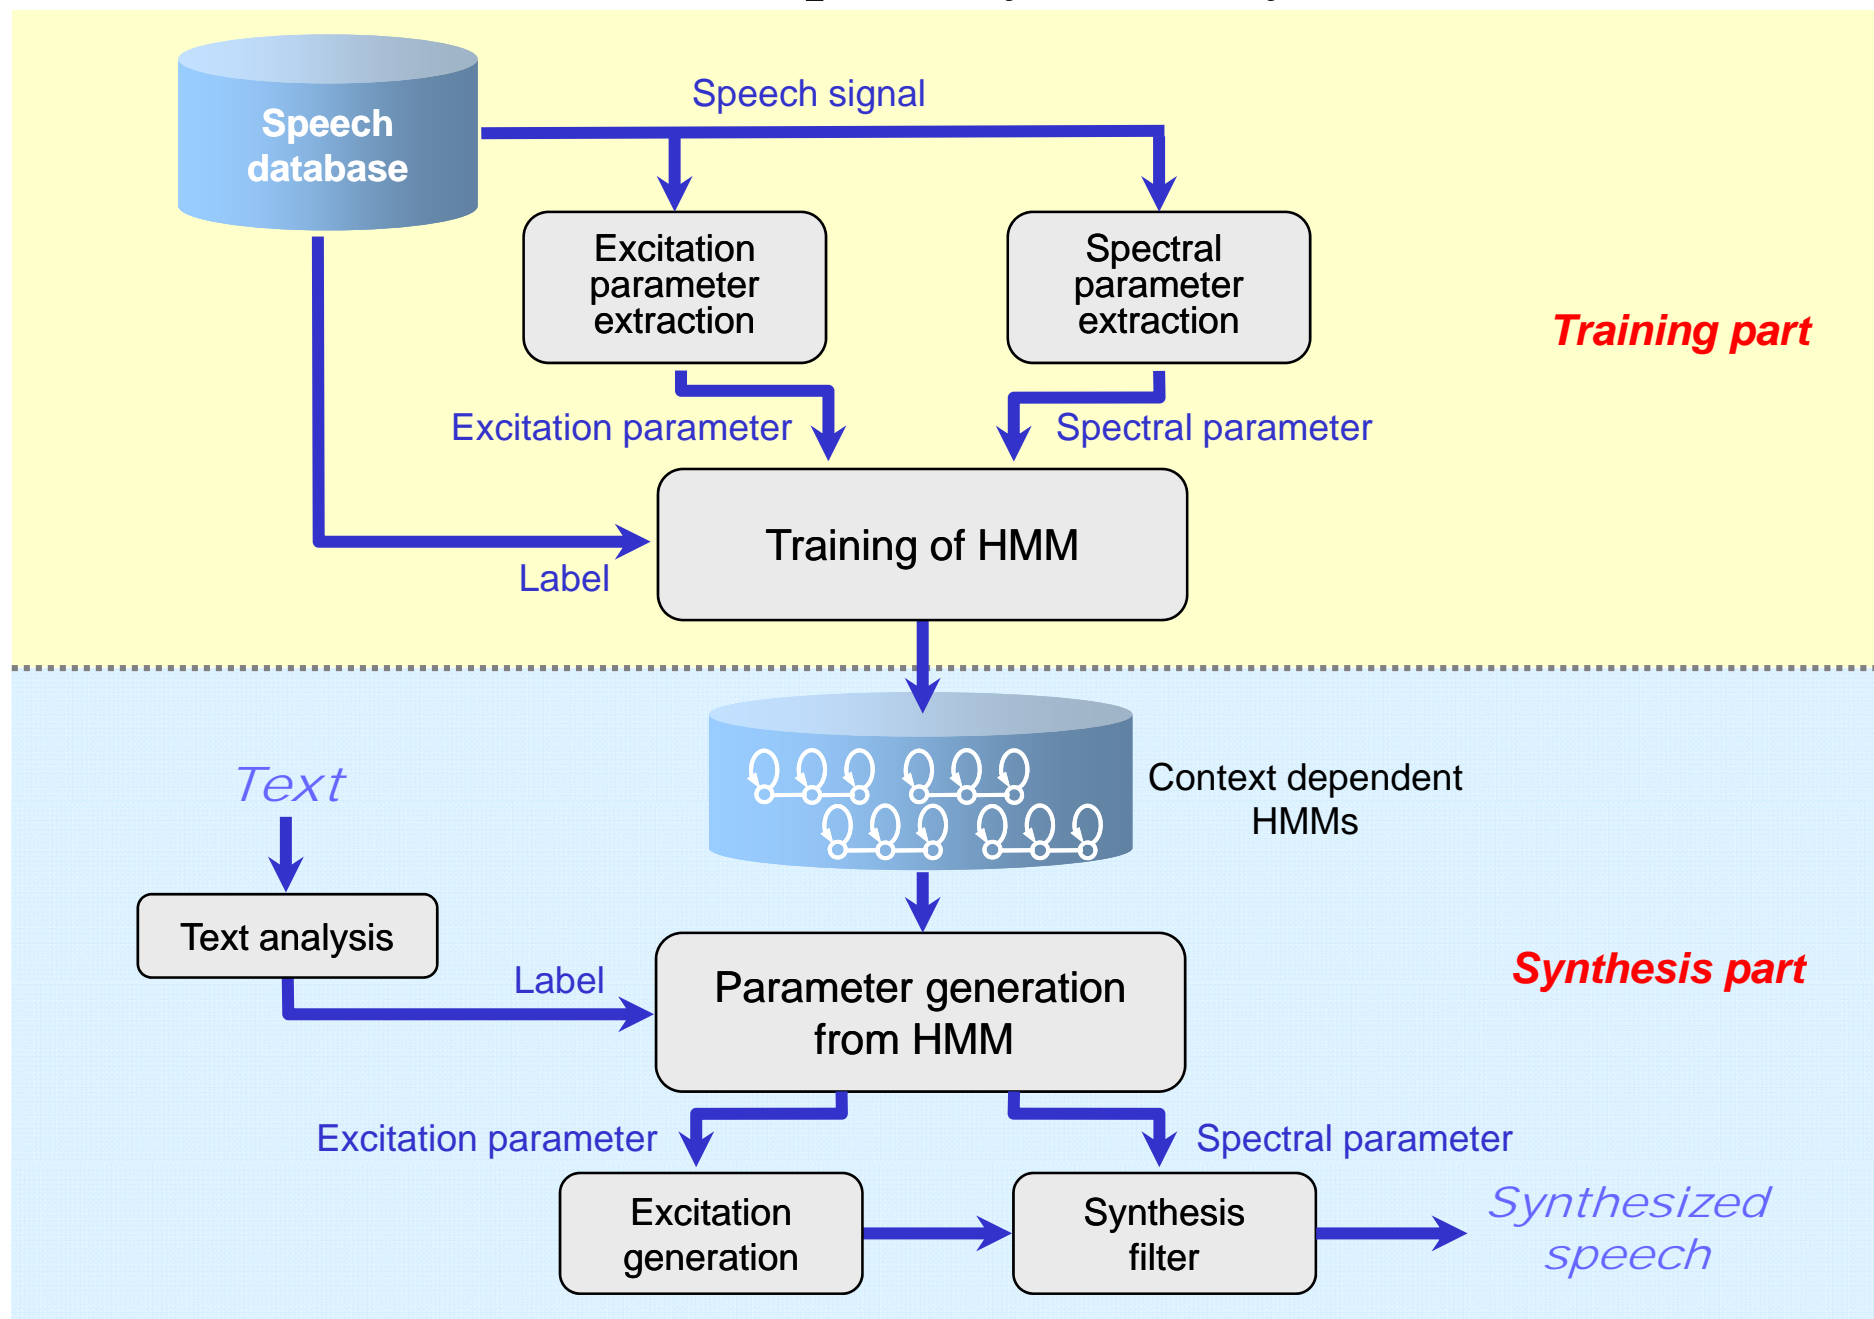 Speech signal
Speech
database
Excitation
parameter
extraction
Spectral
parameter
extraction
Training part
Excitation parameter
Spectral parameter
Training of HMM
Label
Context dependent
HMMs
Text
Text analysis
Label
Parameter generation
from HMM
Synthesis part
Excitation parameter
Spectral parameter
Excitation
generation
Synthesis
filter
Synthesized
speech